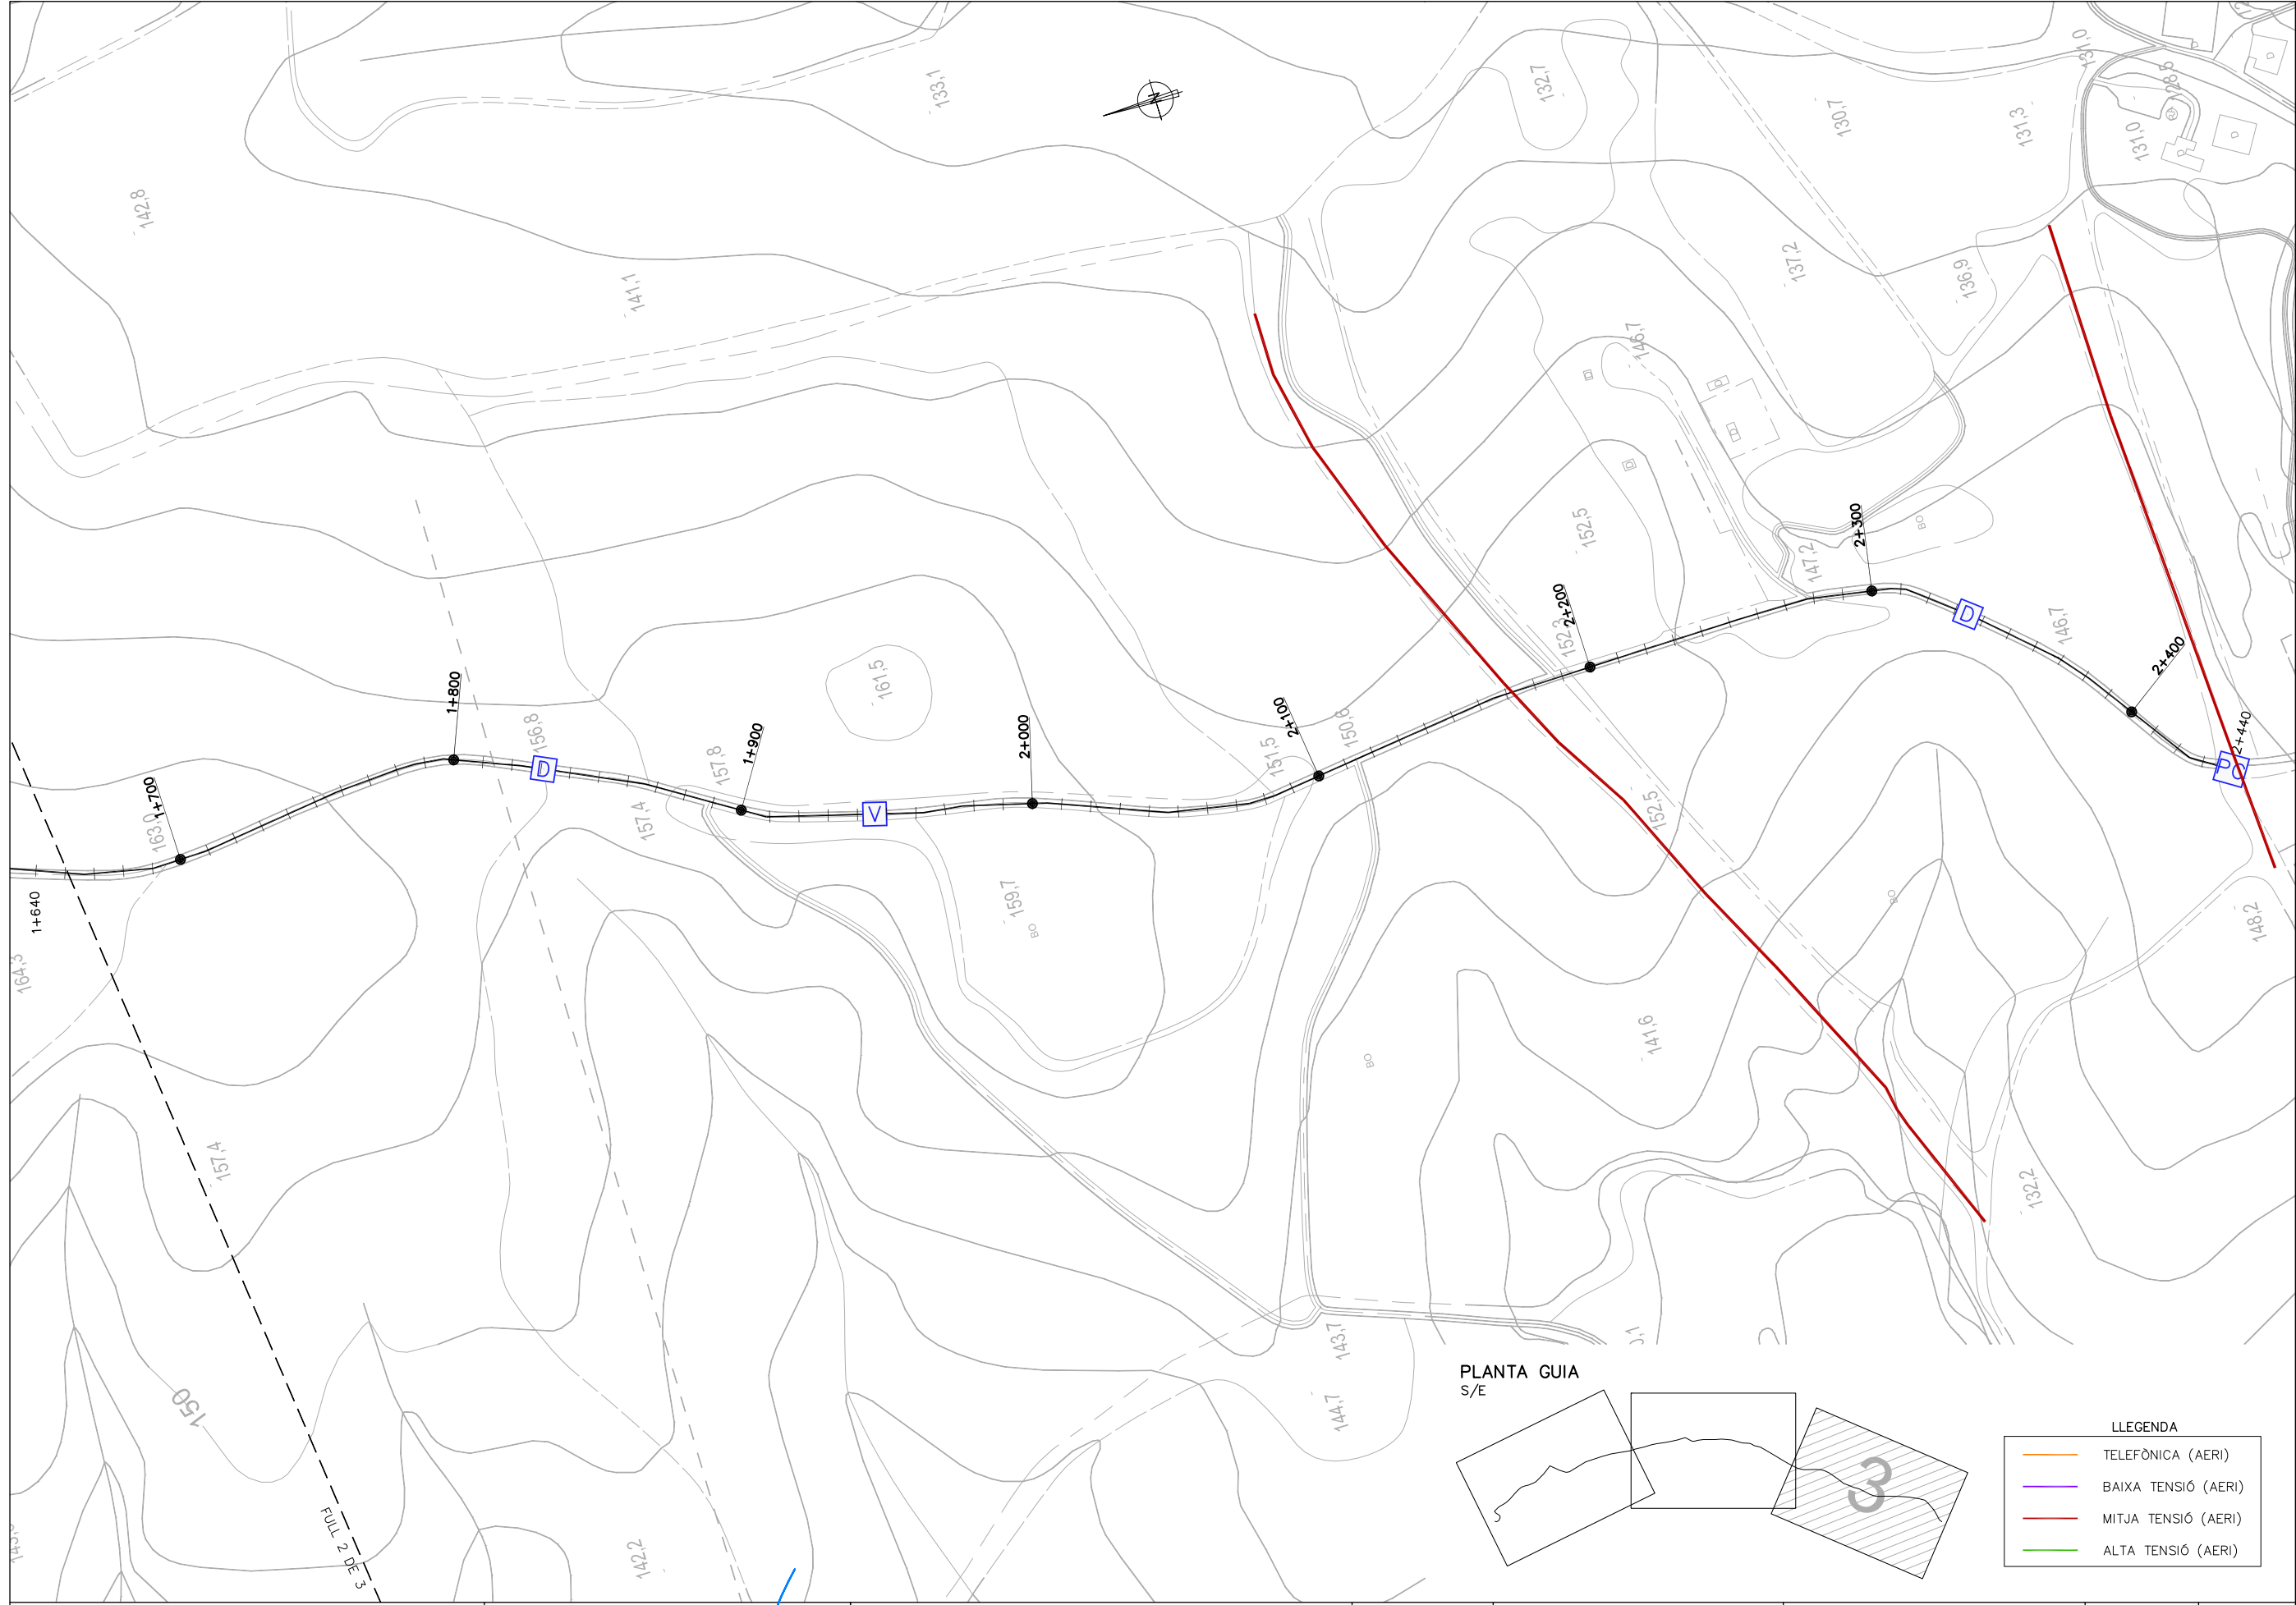 133,1
N
132,7
130,7
131,3
131,0
131,0
128,5
142,8
141,1
137,2
136,9
146,7
152,5
147,2
2+300
2+200
152,3
D
146,7
2+400
2+440
PC
BO
161,5
1+800
156,8
D
157,8
1+900
V
2+000
151,5
2+100
150,6
1+700
163,0
157,4
152,5
1+640
164,3
159,7
BO
BO
148,2
141,6
BO
157,4
132,2
150
143,7
144,7
142,2
FULL 2 DE 3
PLANTA GUIA
S/E
3
LLEGENDA
TELEFÒNICA (AERI)
BAIXA TENSIÓ (AERI)
MITJA TENSIÓ (AERI)
ALTA TENSIÓ (AERI)